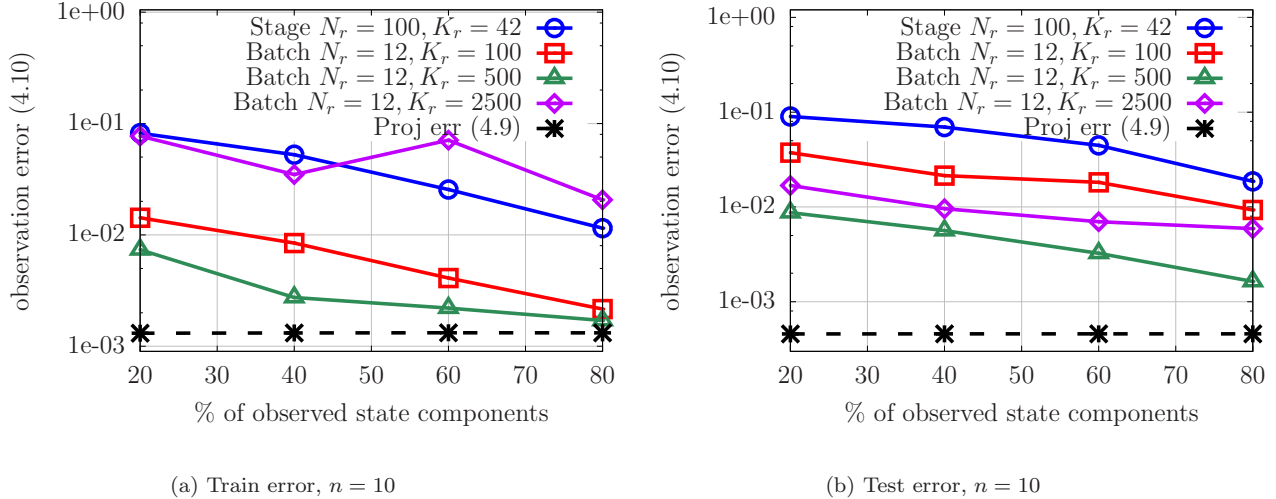 1e+00
1e-01
1e-02
1e-03
20
30
40
50
60
70
80
observation error (4.10)
% of observed state components
Stage N_r = 100, K_r = 42
Batch N_r = 12, K_r = 100
Batch N_r = 12, K_r = 500
Batch N_r = 12, K_r = 2500
Proj err (4.9)
(a) Train error, n = 10
1e+00
1e-01
1e-02
1e-03
20
30
40
50
60
70
80
observation error (4.10)
% of observed state components
Stage N_r = 100, K_r = 42
Batch N_r = 12, K_r = 100
Batch N_r = 12, K_r = 500
Batch N_r = 12, K_r = 2500
Proj err (4.9)
(b) Test error, n = 10